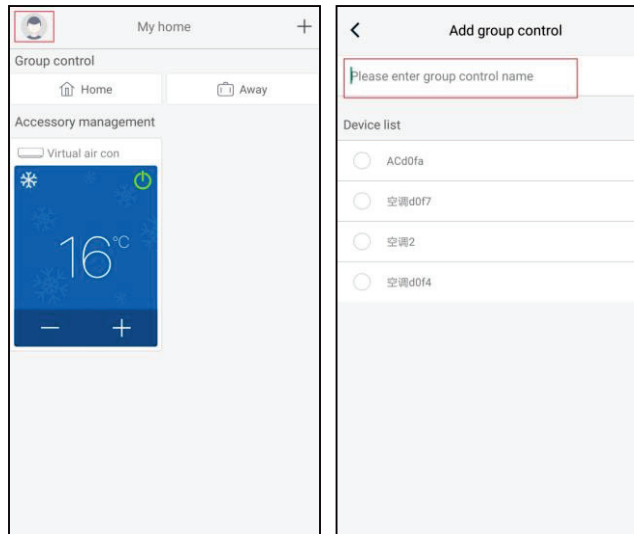 My home
+
Group control
Home
Away
Accessory management
Virtual air con
16°C
— +
Add group control
Please enter group control name
Device list
ACd0fa
空调d0f7
空调2
空调d0f4